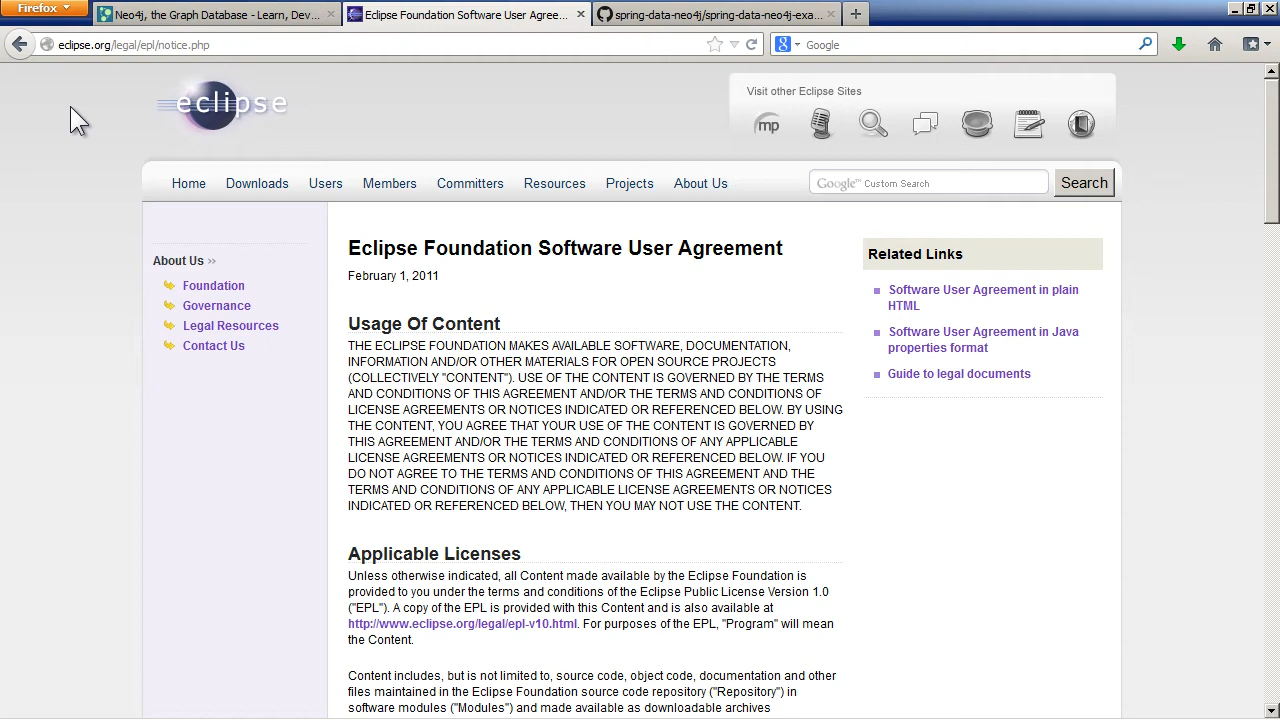 Firefox
Neo4j, the Graph Database - Learn, Dev...
Eclipse Foundation Software User Agree...
spring-data-neo4j/spring-data-neo4j-exa...
eclipse.org/legal/epl/notice.php
Google
eclipse
Visit other Eclipse Sites
mp
Home Downloads Users Members Committers Resources Projects About Us
Google™ Custom Search
Search
About Us
Foundation
Governance
Legal Resources
Contact Us
Eclipse Foundation Software User Agreement
February 1, 2011
Usage Of Content
THE ECLIPSE FOUNDATION MAKES AVAILABLE SOFTWARE, DOCUMENTATION,
INFORMATION AND/OR OTHER MATERIALS FOR OPEN SOURCE PROJECTS
(COLLECTIVELY "CONTENT"). USE OF THE CONTENT IS GOVERNED BY THE TERMS
AND CONDITIONS OF THIS AGREEMENT AND/OR THE TERMS AND CONDITIONS OF
LICENSE AGREEMENTS OR NOTICES INDICATED OR REFERENCED BELOW. BY USING
THE CONTENT, YOU AGREE THAT YOUR USE OF THE CONTENT IS GOVERNED BY
THIS AGREEMENT AND/OR THE TERMS AND CONDITIONS OF ANY APPLICABLE
LICENSE AGREEMENTS OR NOTICES INDICATED OR REFERENCED BELOW. IF YOU
DO NOT AGREE TO THE TERMS AND CONDITIONS OF THIS AGREEMENT AND THE
TERMS AND CONDITIONS OF ANY APPLICABLE LICENSE AGREEMENTS OR NOTICES
INDICATED OR REFERENCED BELOW, THEN YOU MAY NOT USE THE CONTENT.
Applicable Licenses
Unless otherwise indicated, all Content made available by the Eclipse Foundation is
provided to you under the terms and conditions of the Eclipse Public License Version 1.0
("EPL"). A copy of the EPL is provided with this Content and is also available at
http://www.eclipse.org/legal/epl-v10.html. For purposes of the EPL, "Program" will mean
the Content.
Content includes, but is not limited to, source code, object code, documentation and other
files maintained in the Eclipse Foundation source code repository ("Repository") in
software modules ("Modules") and made available as downloadable archives
Related Links
Software User Agreement in plain
HTML
Software User Agreement in Java
properties format
Guide to legal documents